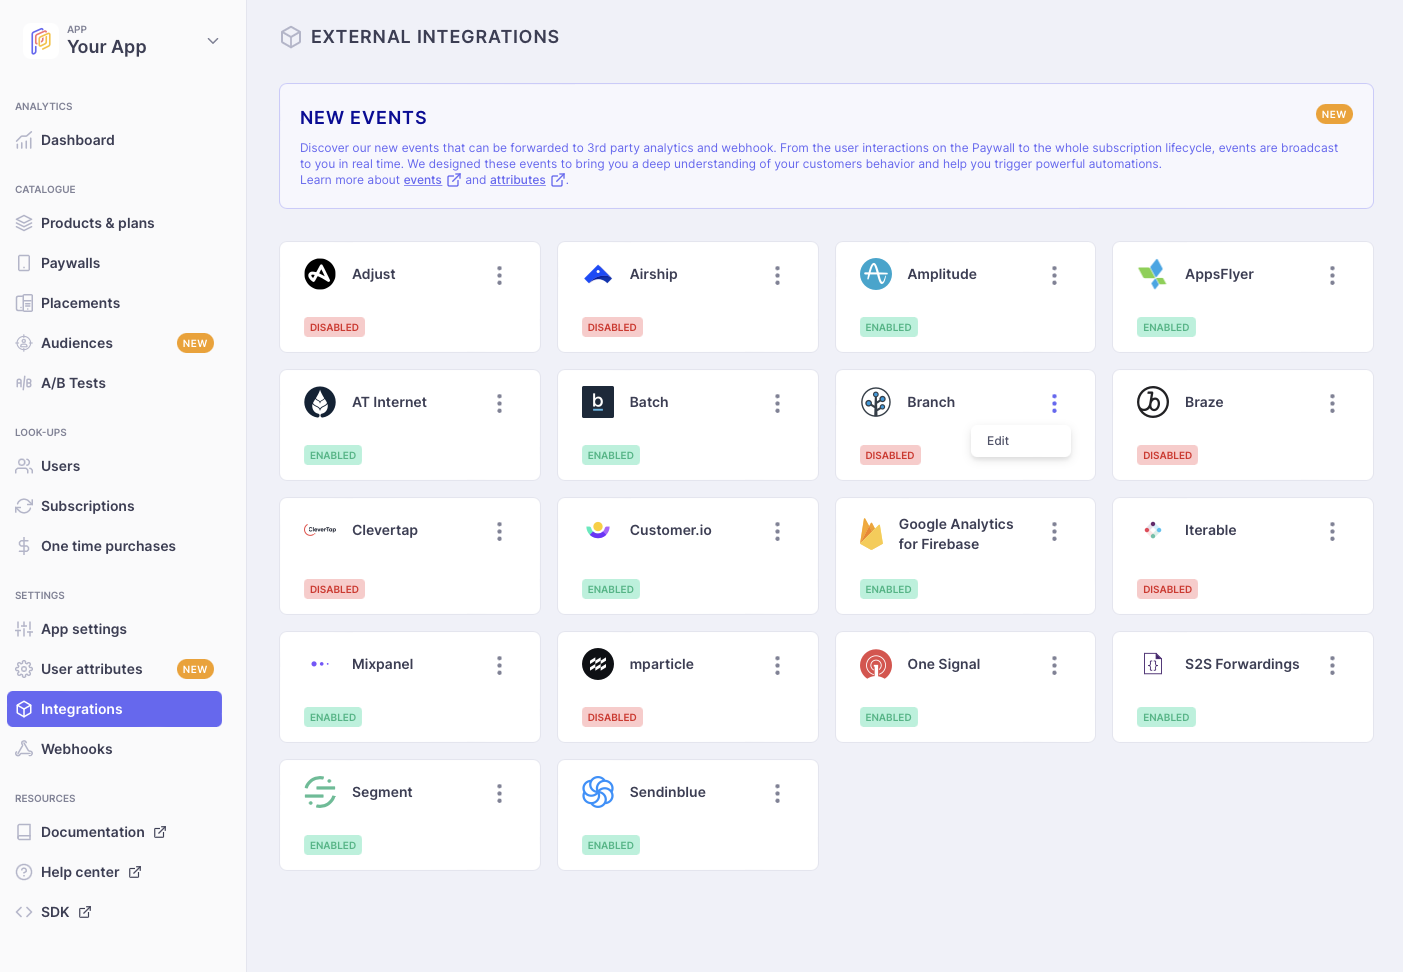 APP
Your App
ANALYTICS
Dashboard
CATALOGUE
Products & plans
Paywalls
Placements
Audiences NEW
A/B Tests
LOOK-UPS
Users
Subscriptions
One time purchases
SETTINGS
App settings
User attributes NEW
Integrations
Webhooks
RESOURCES
Documentation
Help center
SDK
EXTERNAL INTEGRATIONS
NEW EVENTS NEW
Discover our new events that can be forwarded to 3rd party analytics and webhook. From the user interactions on the Paywall to the whole subscription lifecycle, events are broadcast
to you in real time. We designed these events to bring you a deep understanding of your customers behavior and help you trigger powerful automations.
Learn more about events and attributes.
Adjust
DISABLED
Airship
DISABLED
Amplitude
ENABLED
AppsFlyer
ENABLED
AT Internet
ENABLED
b
Batch
ENABLED
Branch
Edit
DISABLED
b
Braze
DISABLED
CleverTap
Clevertap
DISABLED
Customer.io
ENABLED
Google Analytics
for Firebase
ENABLED
Iterable
DISABLED
Mixpanel
ENABLED
mparticle
DISABLED
One Signal
ENABLED
{}
S2S Forwardings
ENABLED
Segment
ENABLED
Sendinblue
ENABLED